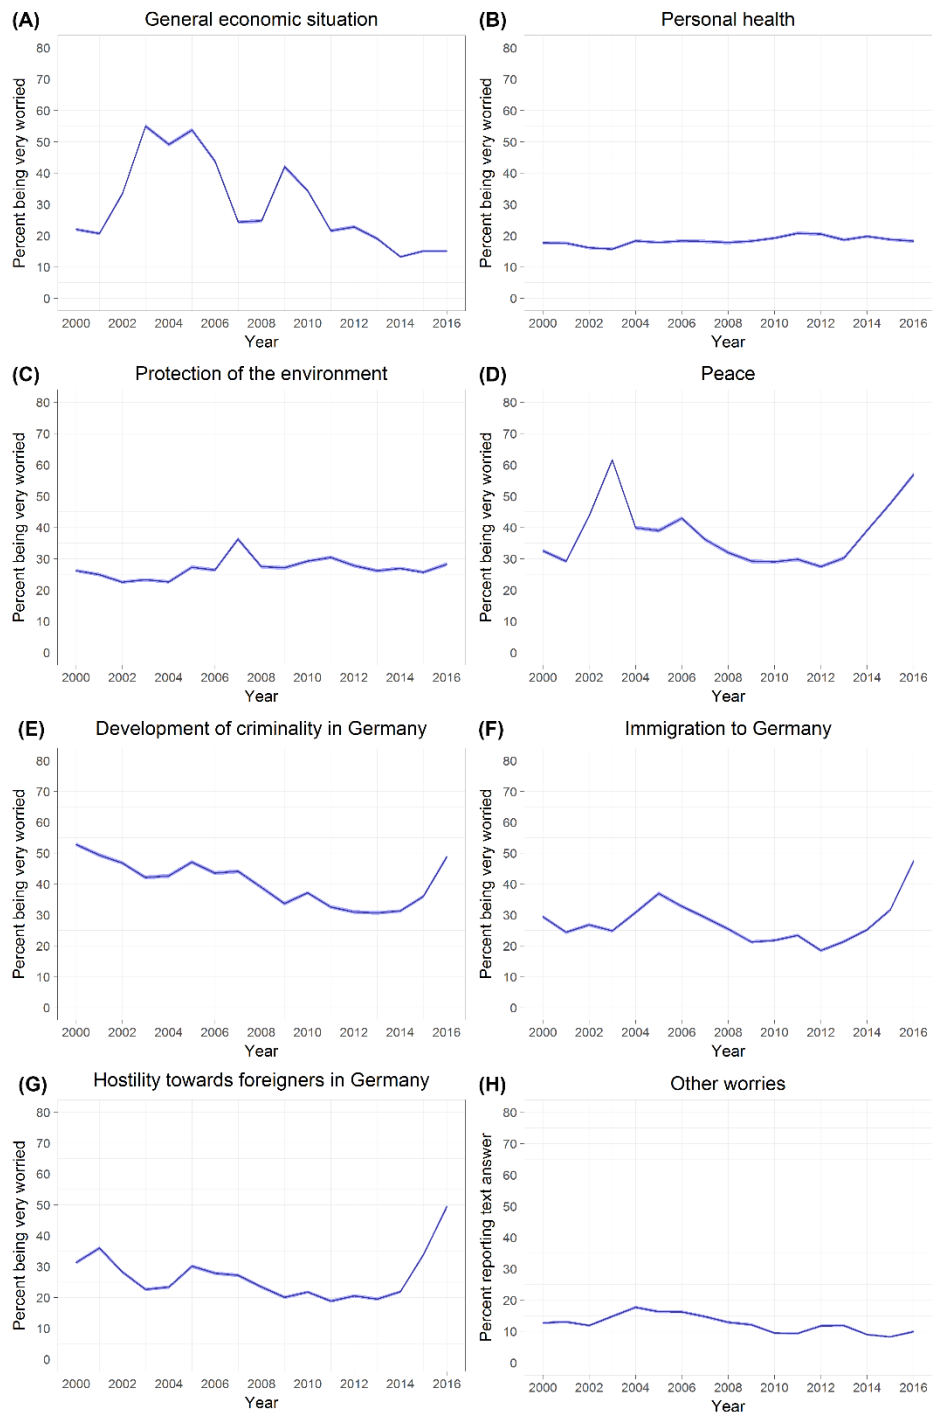 (A) General economic situation
Percent being very worried
80
70
60
50
40
30
20
10
0
2000 2002 2004 2006 2008 2010 2012 2014 2016
Year
(B) Personal health
Percent being very worried
80
70
60
50
40
30
20
10
0
2000 2002 2004 2006 2008 2010 2012 2014 2016
Year
(C) Protection of the environment
Percent being very worried
80
70
60
50
40
30
20
10
0
2000 2002 2004 2006 2008 2010 2012 2014 2016
Year
(D) Peace
Percent being very worried
80
70
60
50
40
30
20
10
0
2000 2002 2004 2006 2008 2010 2012 2014 2016
Year
(E) Development of criminality in Germany
Percent being very worried
80
70
60
50
40
30
20
10
0
2000 2002 2004 2006 2008 2010 2012 2014 2016
Year
(F) Immigration to Germany
Percent being very worried
80
70
60
50
40
30
20
10
0
2000 2002 2004 2006 2008 2010 2012 2014 2016
Year
(G) Hostility towards foreigners in Germany
Percent being very worried
80
70
60
50
40
30
20
10
0
2000 2002 2004 2006 2008 2010 2012 2014 2016
Year
(H) Other worries
Percent reporting text answer
80
70
60
50
40
30
20
10
0
2000 2002 2004 2006 2008 2010 2012 2014 2016
Year